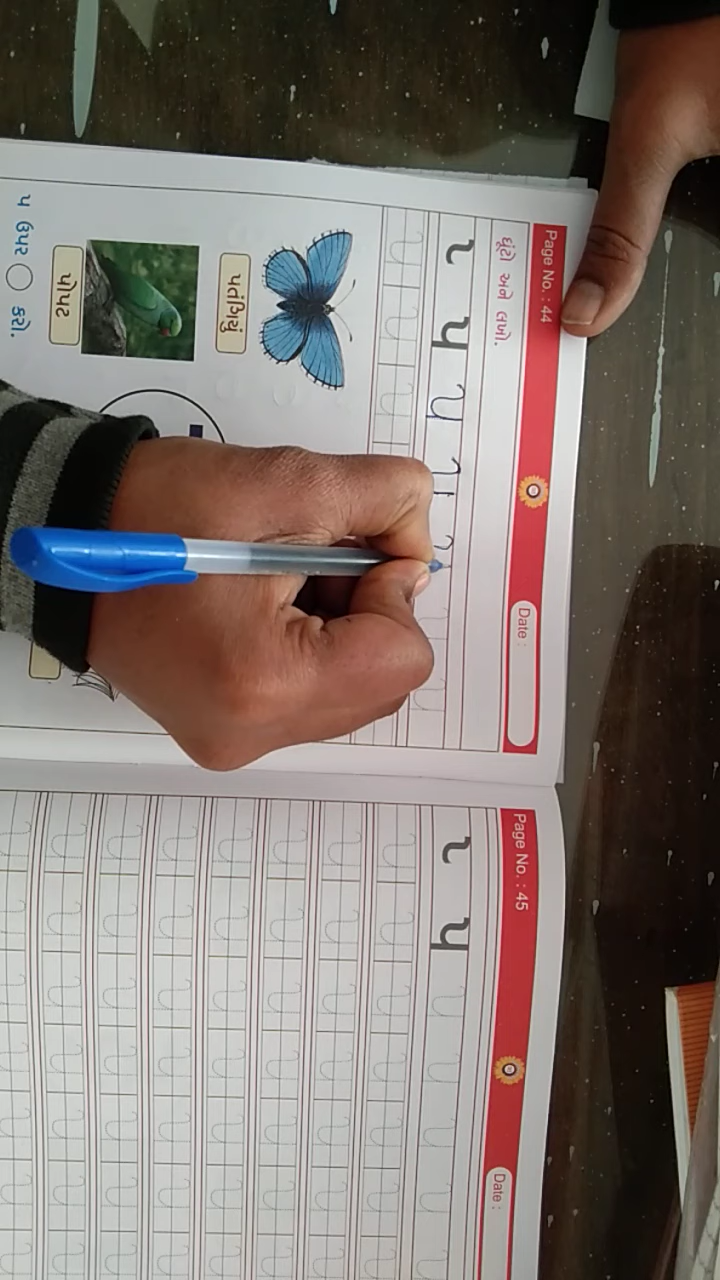 Page No. : 44 Date :
ઘૂંટો અને લખો.
પ પ
પતંગિયું
પોપટ
પ ઉપર ◯ કરો.
Page No. : 45 Date :
પ